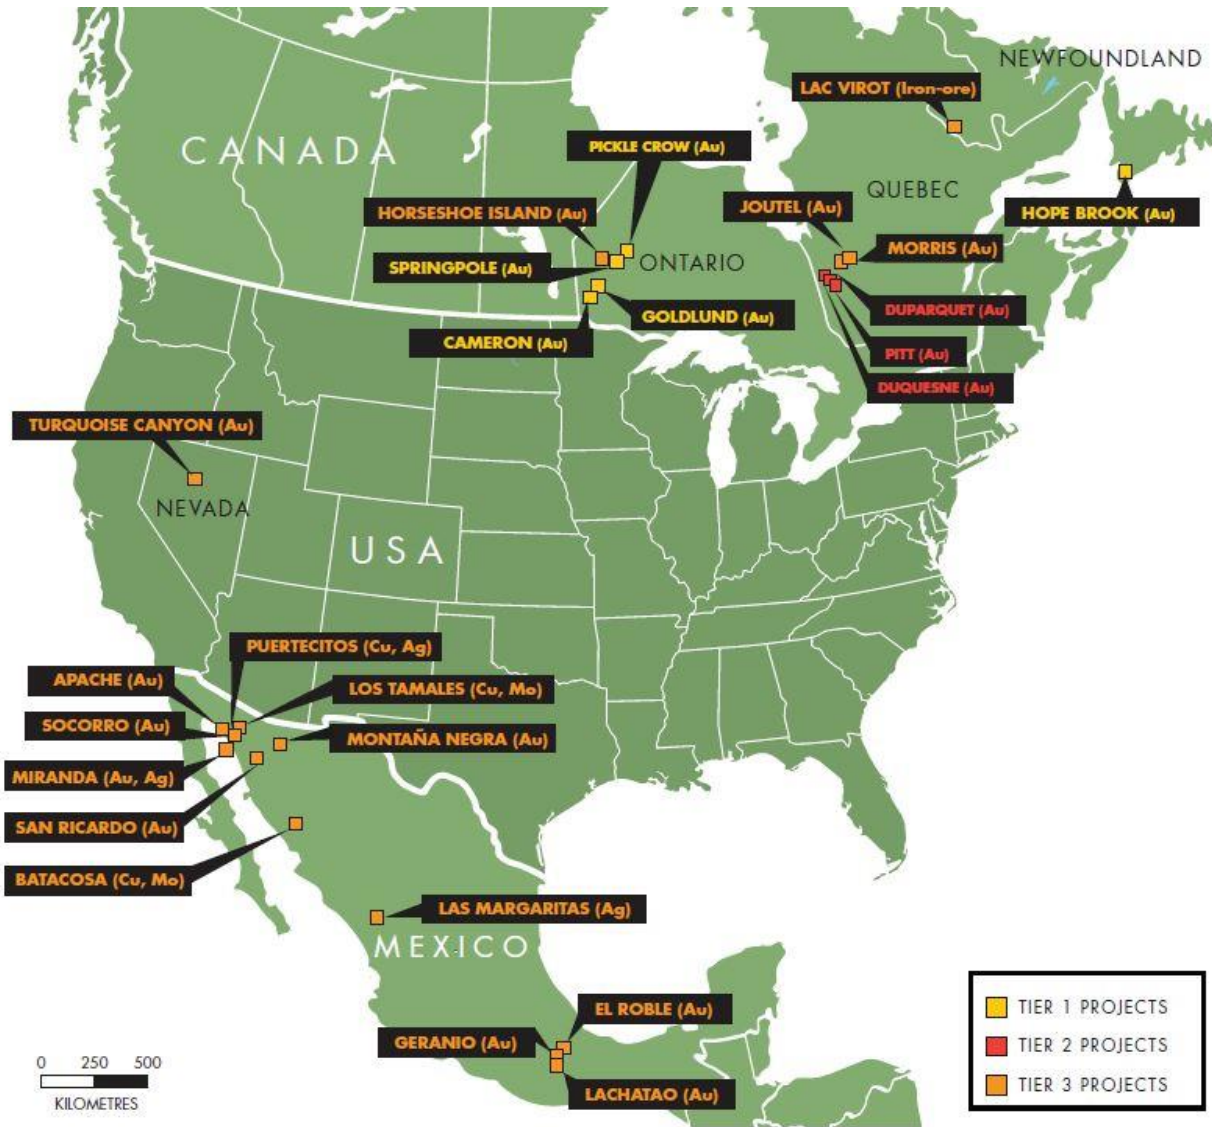 NEWFOUNDLAND
LAC VIROT (Iron-ore)
CANADA
PICKLE CROW (Au)
QUEBEC
HORSESHOE ISLAND (Au)
JOUTEL (Au)
HOPE BROOK (Au)
MORRIS (Au)
SPRINGPOLE (Au)
ONTARIO
GOLDLUND (Au)
DUPARQUET (Au)
CAMERON (Au)
PITT (Au)
DUQUESNE (Au)
TURQUOISE CANYON (Au)
NEVADA
USA
PUERTECITOS (Cu, Ag)
APACHE (Au)
LOS TAMALES (Cu, Mo)
SOCORRO (Au)
MONTAÑA NEGRA (Au)
MIRANDA (Au, Ag)
SAN RICARDO (Au)
BATACOSA (Cu, Mo)
LAS MARGARITAS (Ag)
MEXICO
EL ROBLE (Au)
GERANIO (Au)
LACHATAO (Au)
0 250 500
KILOMETRES
TIER 1 PROJECTS
TIER 2 PROJECTS
TIER 3 PROJECTS